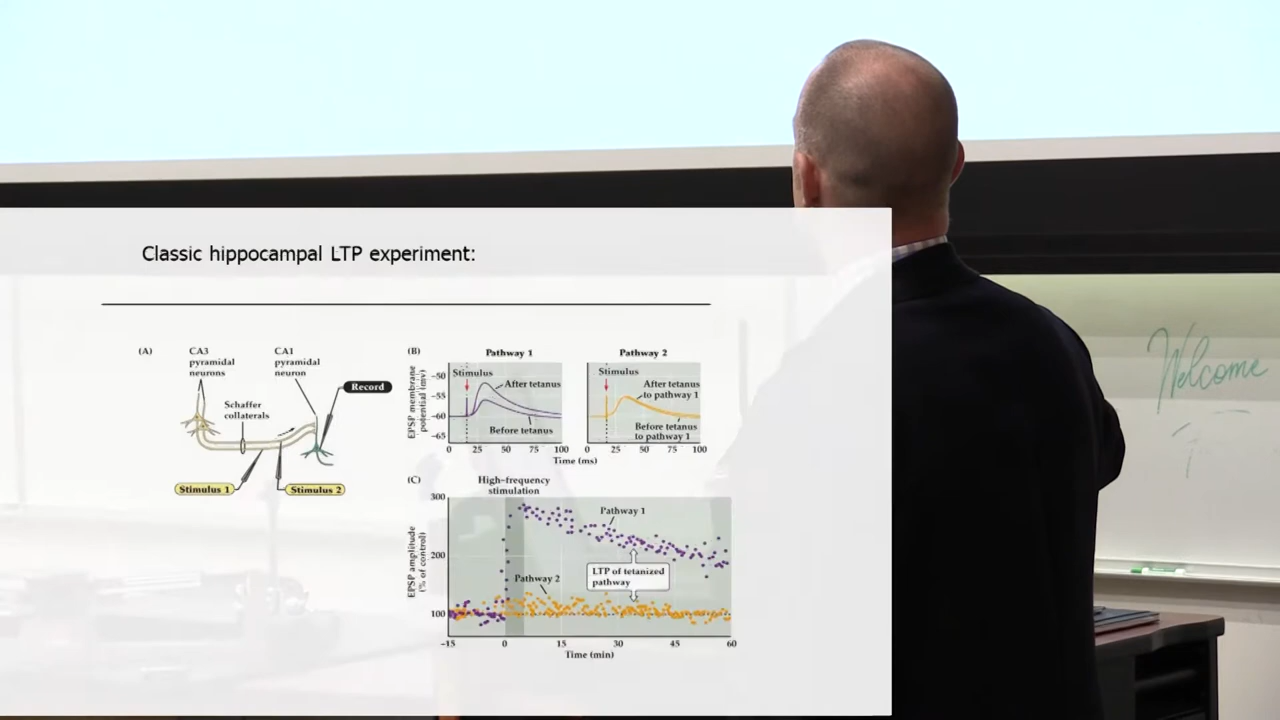 Classic hippocampal LTP experiment:
(A)
CA3
pyramidal
neurons
CA1
pyramidal
neuron
Record
Schaffer
collaterals
Stimulus 1
Stimulus 2
(B)
Pathway 1
Pathway 2
EPSP membrane
potential (mv)
−50
−55
−60
−65
Stimulus
After tetanus
Before tetanus
0 25 50 75 100
Stimulus
After tetanus
to pathway 1
Before tetanus
to pathway 1
0 25 50 75 100
Time (ms)
(C)
High-frequency
stimulation
EPSP amplitude
(% of control)
300
200
100
Pathway 1
LTP of tetanized
pathway
Pathway 2
−15 0 15 30 45 60
Time (min)
Welcome